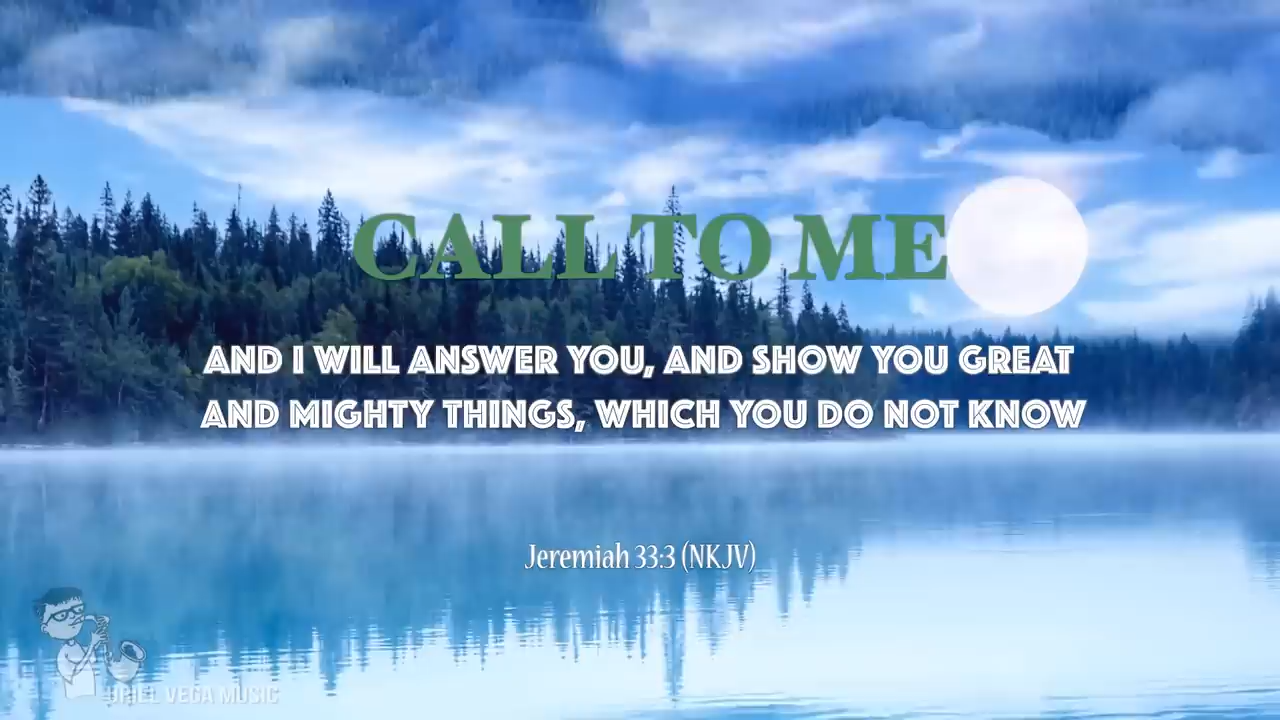 CALL TO ME
AND I WILL ANSWER YOU, AND SHOW YOU GREAT
AND MIGHTY THINGS, WHICH YOU DO NOT KNOW
Jeremiah 33:3 (NKJV)
URIEL VEGA MUSIC